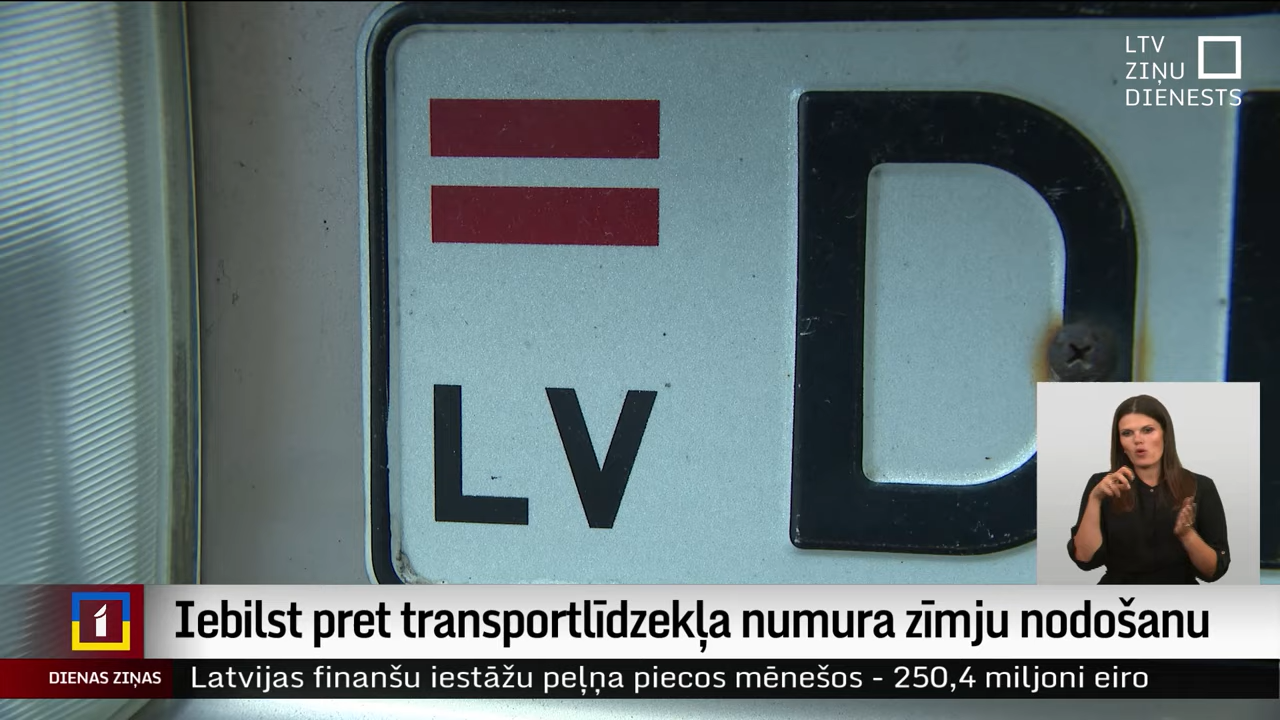 LTV
ZIŅU
DIENESTS
D
LV
1
Iebilst pret transportlīdzekļa numura zīmju nodošanu
DIENAS ZIŅAS
Latvijas finanšu iestāžu peļņa piecos mēnešos - 250,4 miljoni eiro